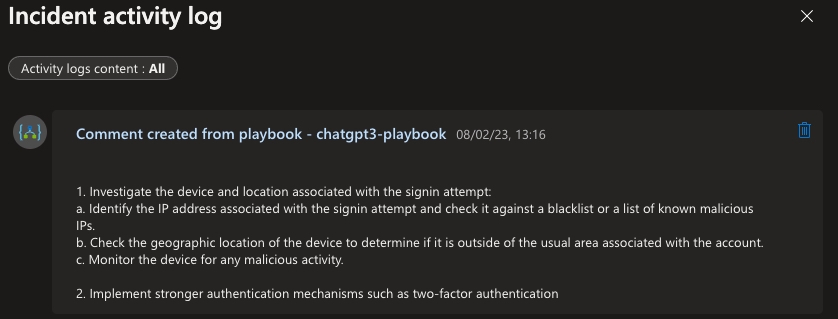 Incident activity log
Activity logs content : All
Comment created from playbook - chatgpt3-playbook 08/02/23, 13:16
1. Investigate the device and location associated with the signin attempt:
a. Identify the IP address associated with the signin attempt and check it against a blacklist or a list of known malicious
IPs.
b. Check the geographic location of the device to determine if it is outside of the usual area associated with the account.
c. Monitor the device for any malicious activity.
2. Implement stronger authentication mechanisms such as two-factor authentication